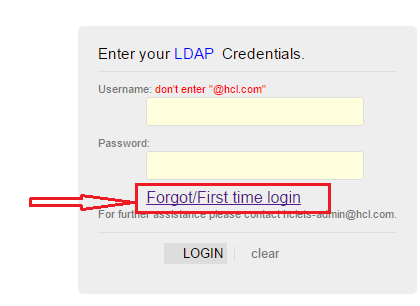 Enter your LDAP Credentials.
Username: don't enter "@hcl.com"
Password:
Forgot/First time login
For further assistance please contact hclets-admin@hcl.com.
LOGIN clear